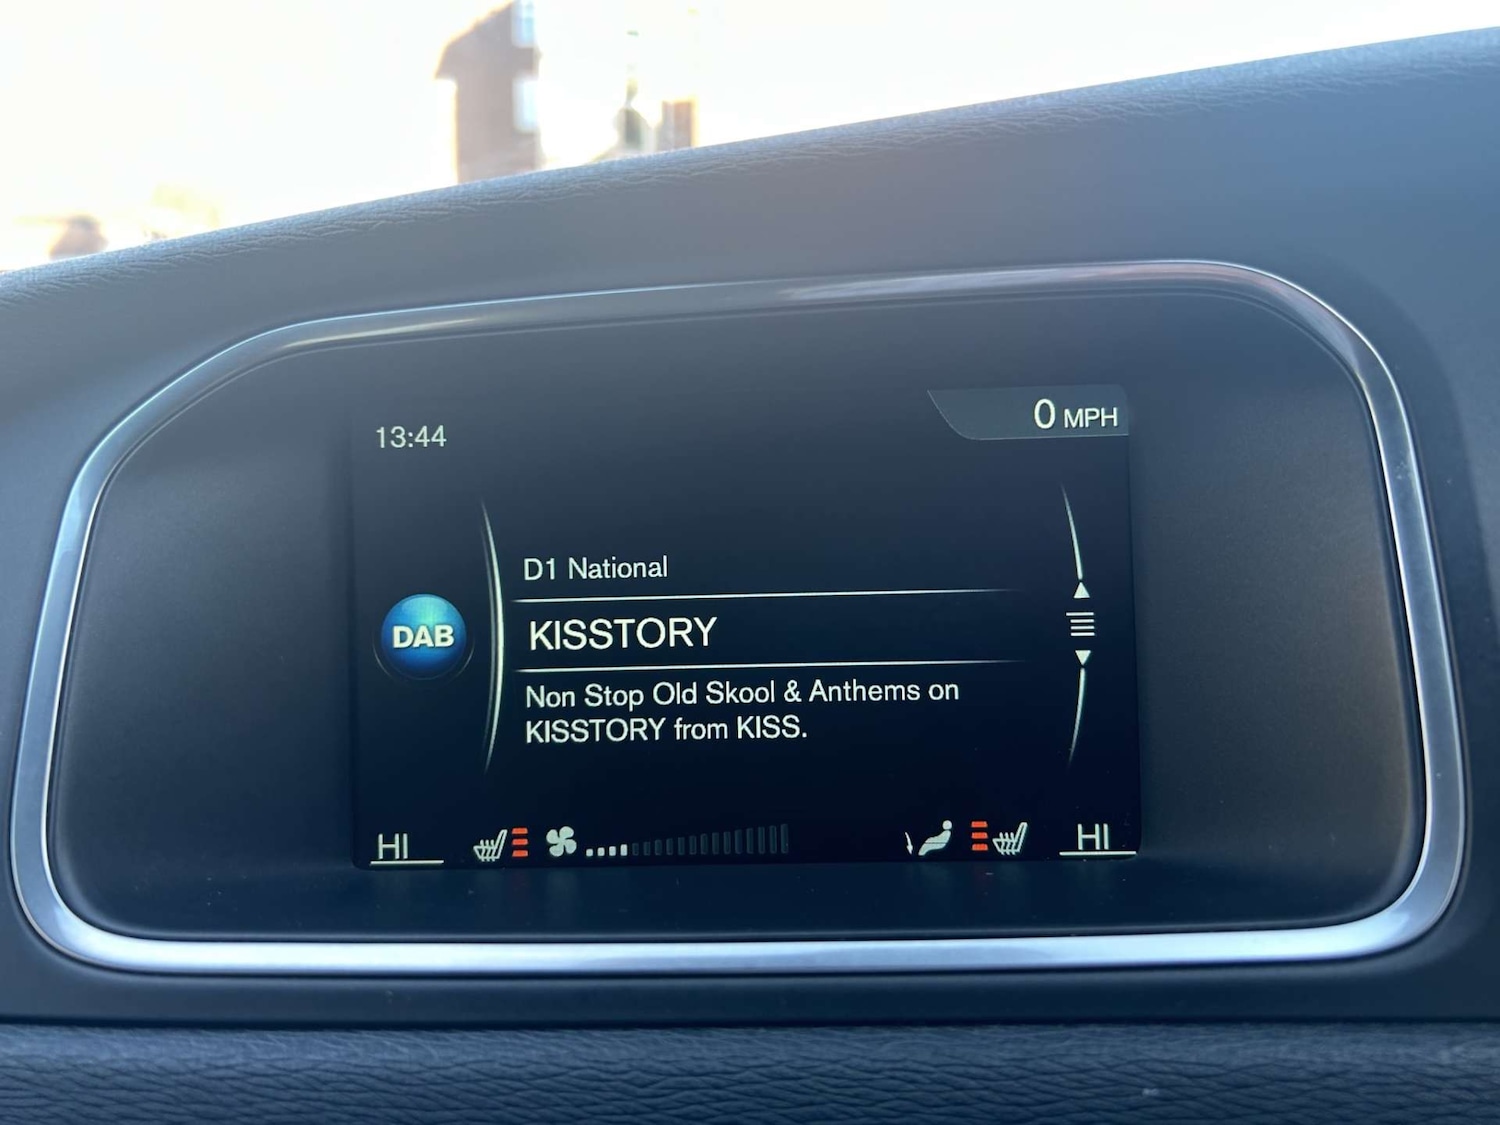 13:44
0 MPH
D1 National
DAB
KISSTORY
Non Stop Old Skool & Anthems on
KISSTORY from KISS.
HI
HI